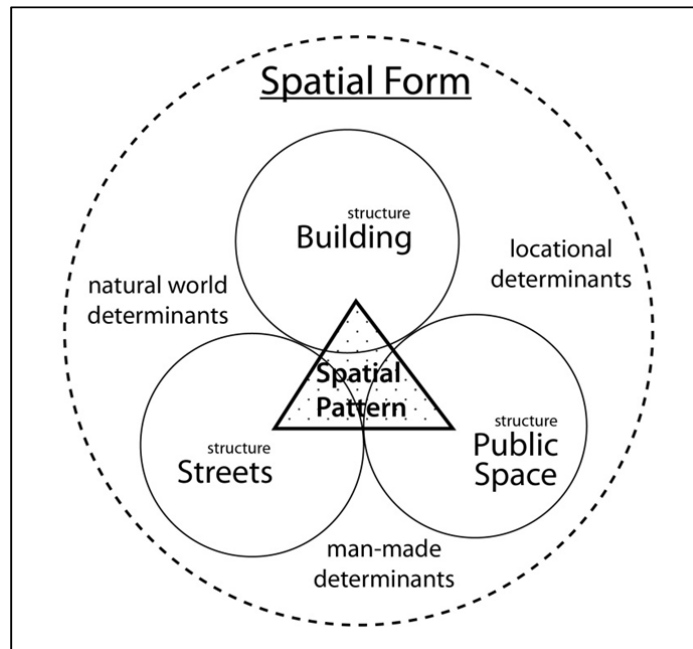 Spatial Form
structure
Building
locational
determinants
natural world
determinants
Spatial
Pattern
structure
Public
Space
structure
Streets
man-made
determinants